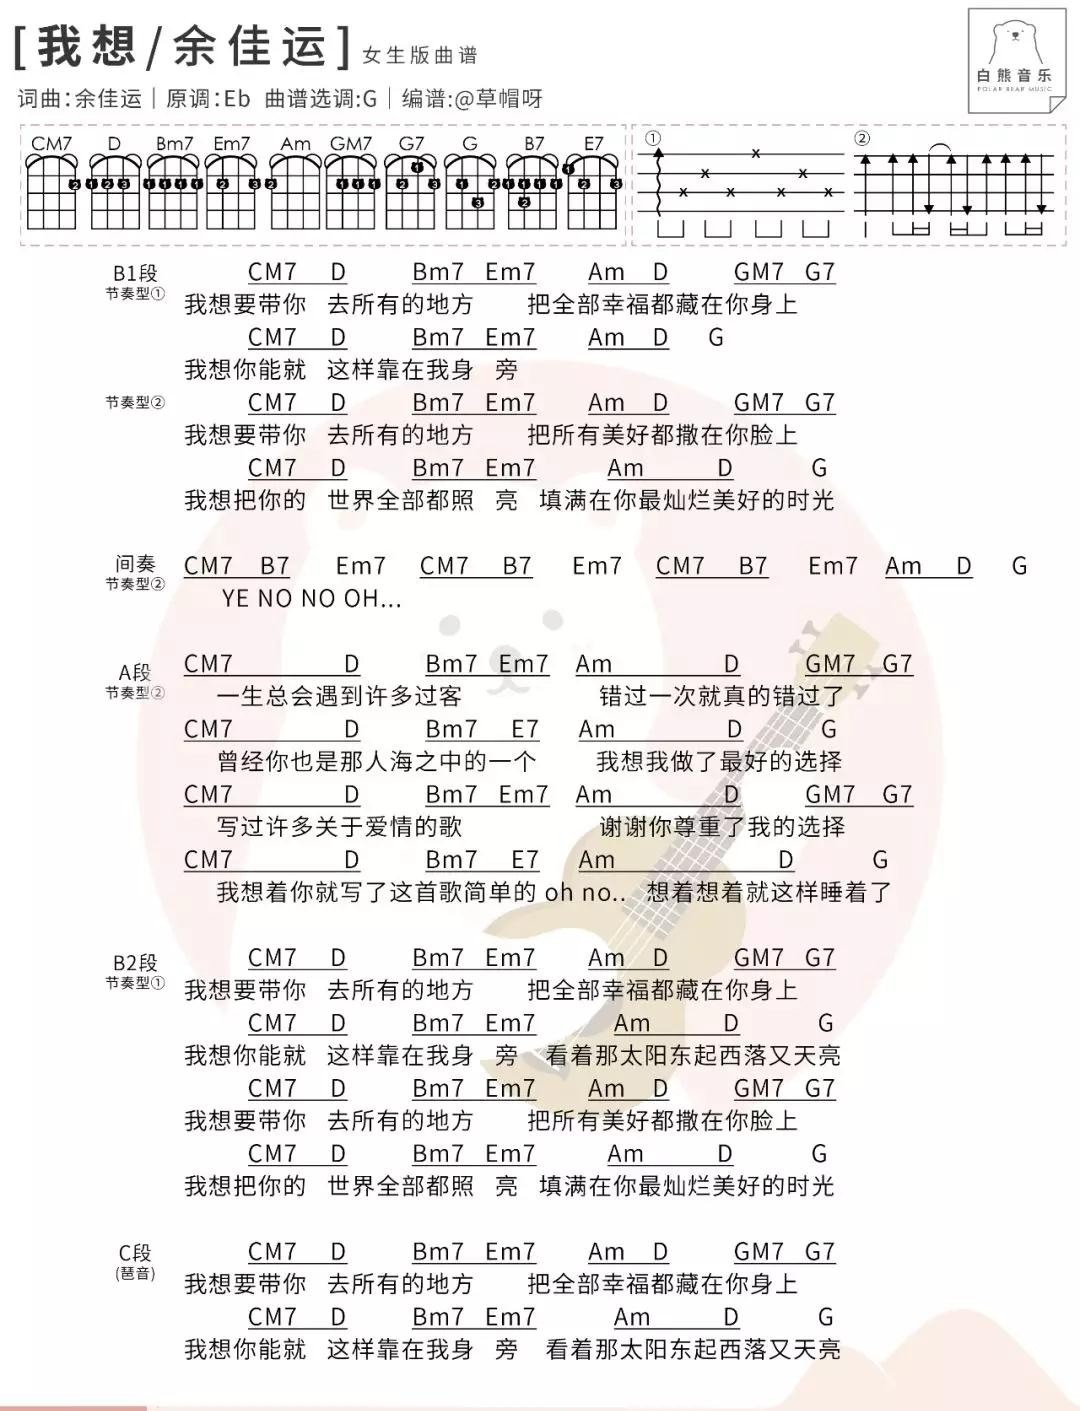 [我想/余佳运] 女生版曲谱
白熊音乐
POLAR BEAR MUSIC
词曲:余佳运｜原调:Eb 曲谱选调:G｜编谱:@草帽呀
CM7 D Bm7 Em7 Am GM7 G7 G B7 E7 ① ②
B1段 CM7 D Bm7 Em7 Am D GM7 G7
节奏型① 我想要带你 去所有的地方 把全部幸福都藏在你身上
CM7 D Bm7 Em7 Am D G
我想你能就 这样靠在我身 旁
节奏型② CM7 D Bm7 Em7 Am D GM7 G7
我想要带你 去所有的地方 把所有美好都撒在你脸上
CM7 D Bm7 Em7 Am D G
我想把你的 世界全部都照 亮 填满在你最灿烂美好的时光
间奏 CM7 B7 Em7 CM7 B7 Em7 CM7 B7 Em7 Am D G
节奏型② YE NO NO OH...
A段 CM7 D Bm7 Em7 Am D GM7 G7
节奏型② 一生总会遇到许多过客 错过一次就真的错过了
CM7 D Bm7 E7 Am D G
曾经你也是那人海之中的一个 我想我做了最好的选择
CM7 D Bm7 Em7 Am D GM7 G7
写过许多关于爱情的歌 谢谢你尊重了我的选择
CM7 D Bm7 E7 Am D G
我想着你就写了这首歌简单的 oh no.. 想着想着就这样睡着了
B2段 CM7 D Bm7 Em7 Am D GM7 G7
节奏型① 我想要带你 去所有的地方 把全部幸福都藏在你身上
CM7 D Bm7 Em7 Am D G
我想你能就 这样靠在我身 旁 看着那太阳东起西落又天亮
CM7 D Bm7 Em7 Am D GM7 G7
我想要带你 去所有的地方 把所有美好都撒在你脸上
CM7 D Bm7 Em7 Am D G
我想把你的 世界全部都照 亮 填满在你最灿烂美好的时光
C段 CM7 D Bm7 Em7 Am D GM7 G7
(琶音) 我想要带你 去所有的地方 把全部幸福都藏在你身上
CM7 D Bm7 Em7 Am D G
我想你能就 这样靠在我身 旁 看着那太阳东起西落又天亮